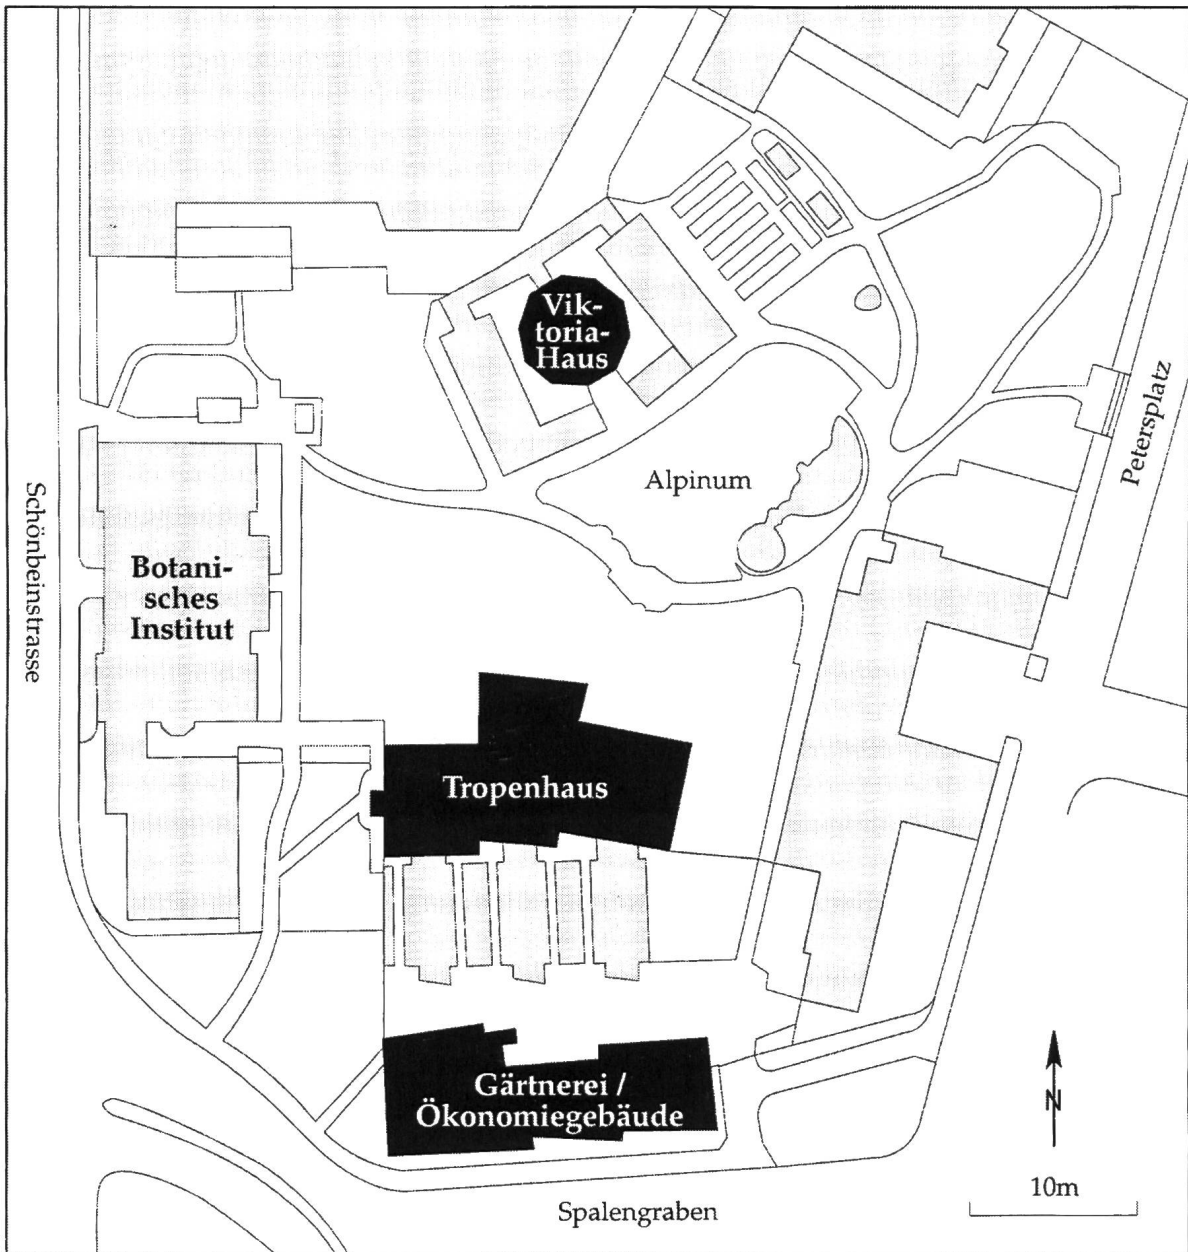 Vik-
toria-
Haus
Petersplatz
Alpinum
Schönbeinstrasse
Botani-
sches
Institut
Tropenhaus
Gärtnerei /
Ökonomiegebäude
N
10m
Spalengraben